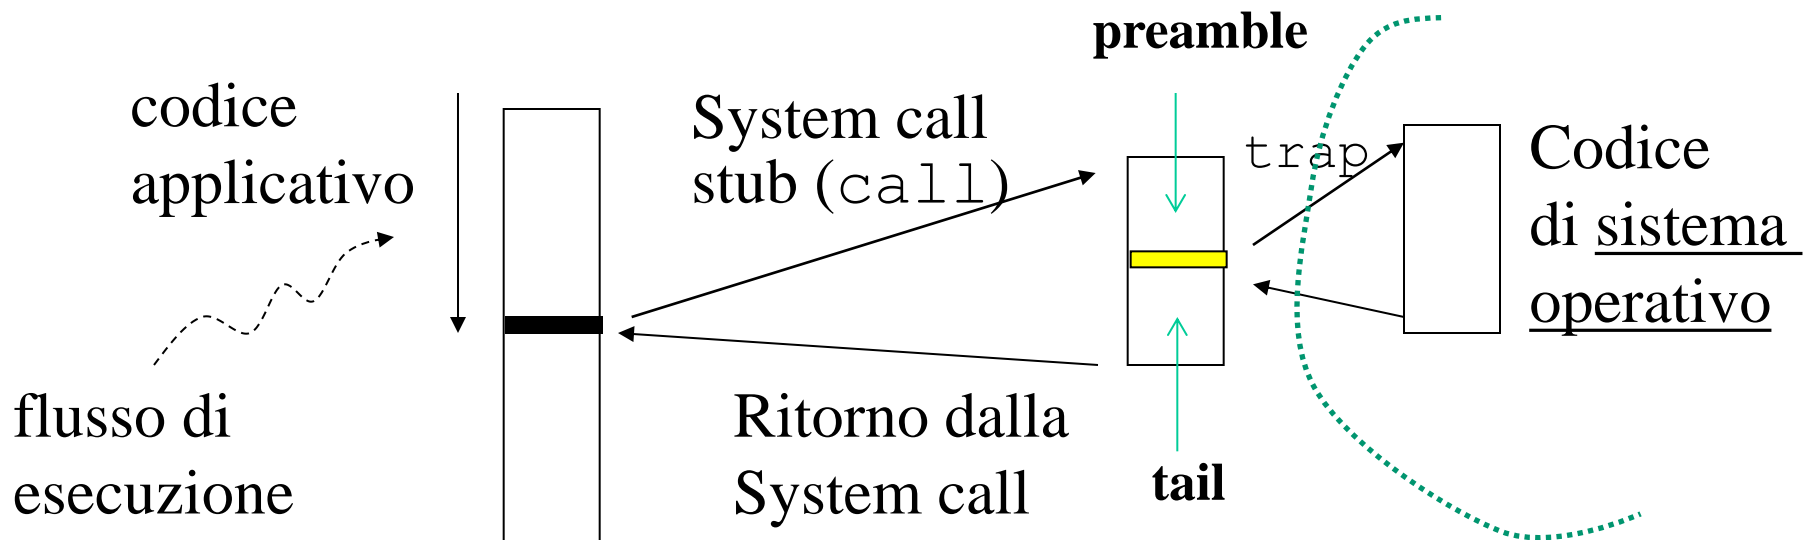 preamble
codice
applicativo
System call
stub (call)
trap
Codice
di sistema
operativo
flusso di
esecuzione
Ritorno dalla
System call
tail